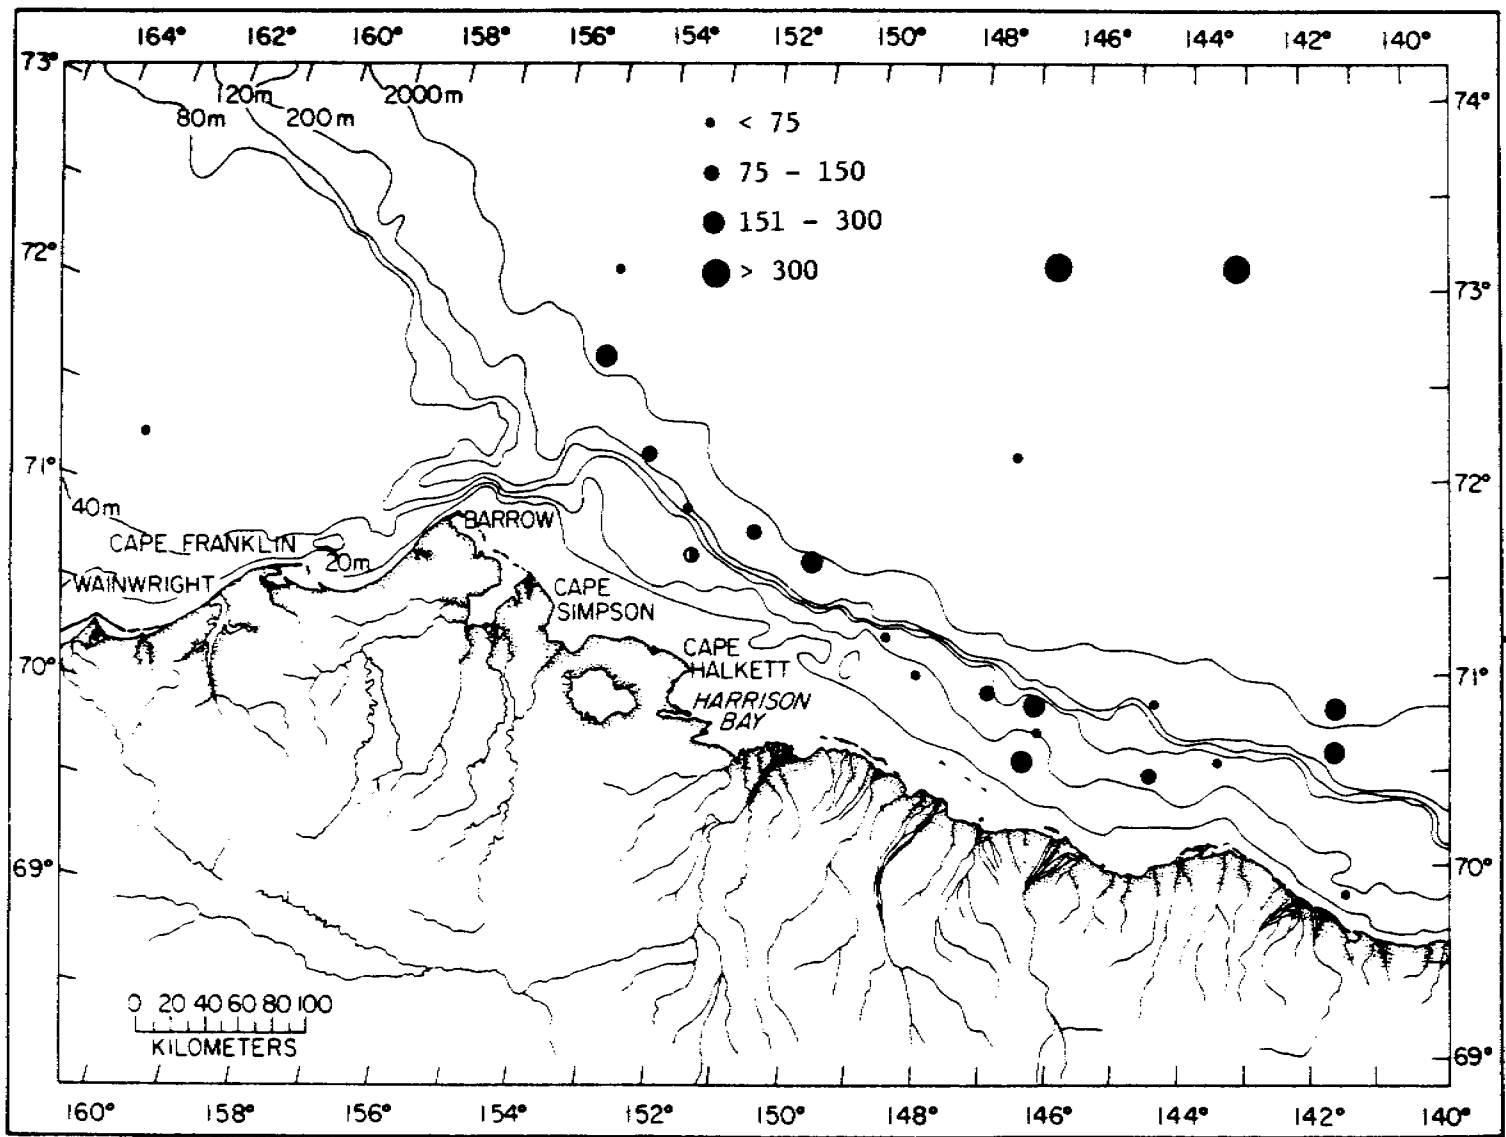 164° 162° 160° 158° 156° 154° 152° 150° 148° 146° 144° 142° 140°
73°
120m
2000m
74°
80m
200m
< 75
75 - 150
151 - 300
72°
> 300
73°
71°
72°
40m
BARROW
CAPE FRANKLIN
20m
WAINWRIGHT
CAPE
SIMPSON
CAPE
HALKETT
70°
71°
HARRISON
BAY
69°
70°
0 20 40 60 80 100
KILOMETERS
69°
160° 158° 156° 154° 152° 150° 148° 146° 144° 142° 140°